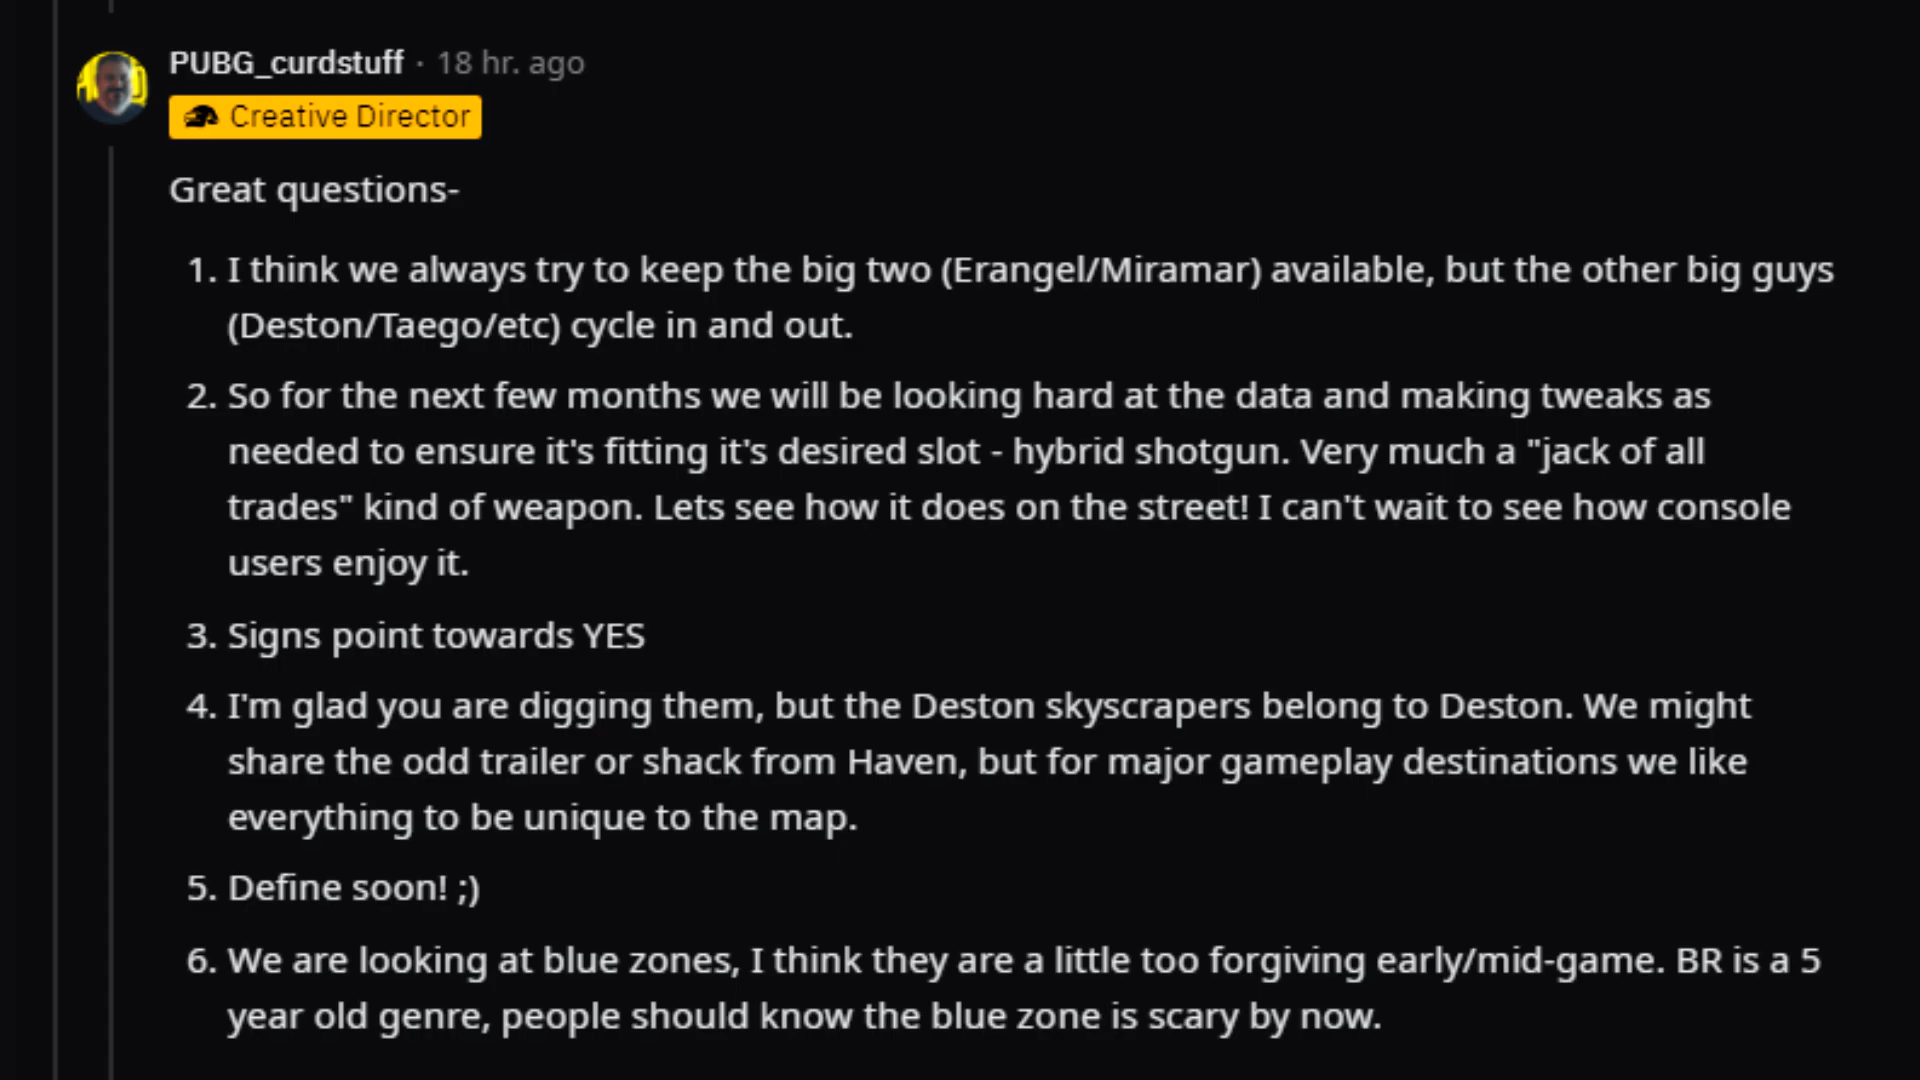 PUBG_curdstuff · 18 hr. ago
Creative Director
Great questions-
1. I think we always try to keep the big two (Erangel/Miramar) available, but the other big guys
(Deston/Taego/etc) cycle in and out.
2. So for the next few months we will be looking hard at the data and making tweaks as
needed to ensure it's fitting it's desired slot - hybrid shotgun. Very much a "jack of all
trades" kind of weapon. Lets see how it does on the street! I can't wait to see how console
users enjoy it.
3. Signs point towards YES
4. I'm glad you are digging them, but the Deston skyscrapers belong to Deston. We might
share the odd trailer or shack from Haven, but for major gameplay destinations we like
everything to be unique to the map.
5. Define soon! ;)
6. We are looking at blue zones, I think they are a little too forgiving early/mid-game. BR is a 5
year old genre, people should know the blue zone is scary by now.